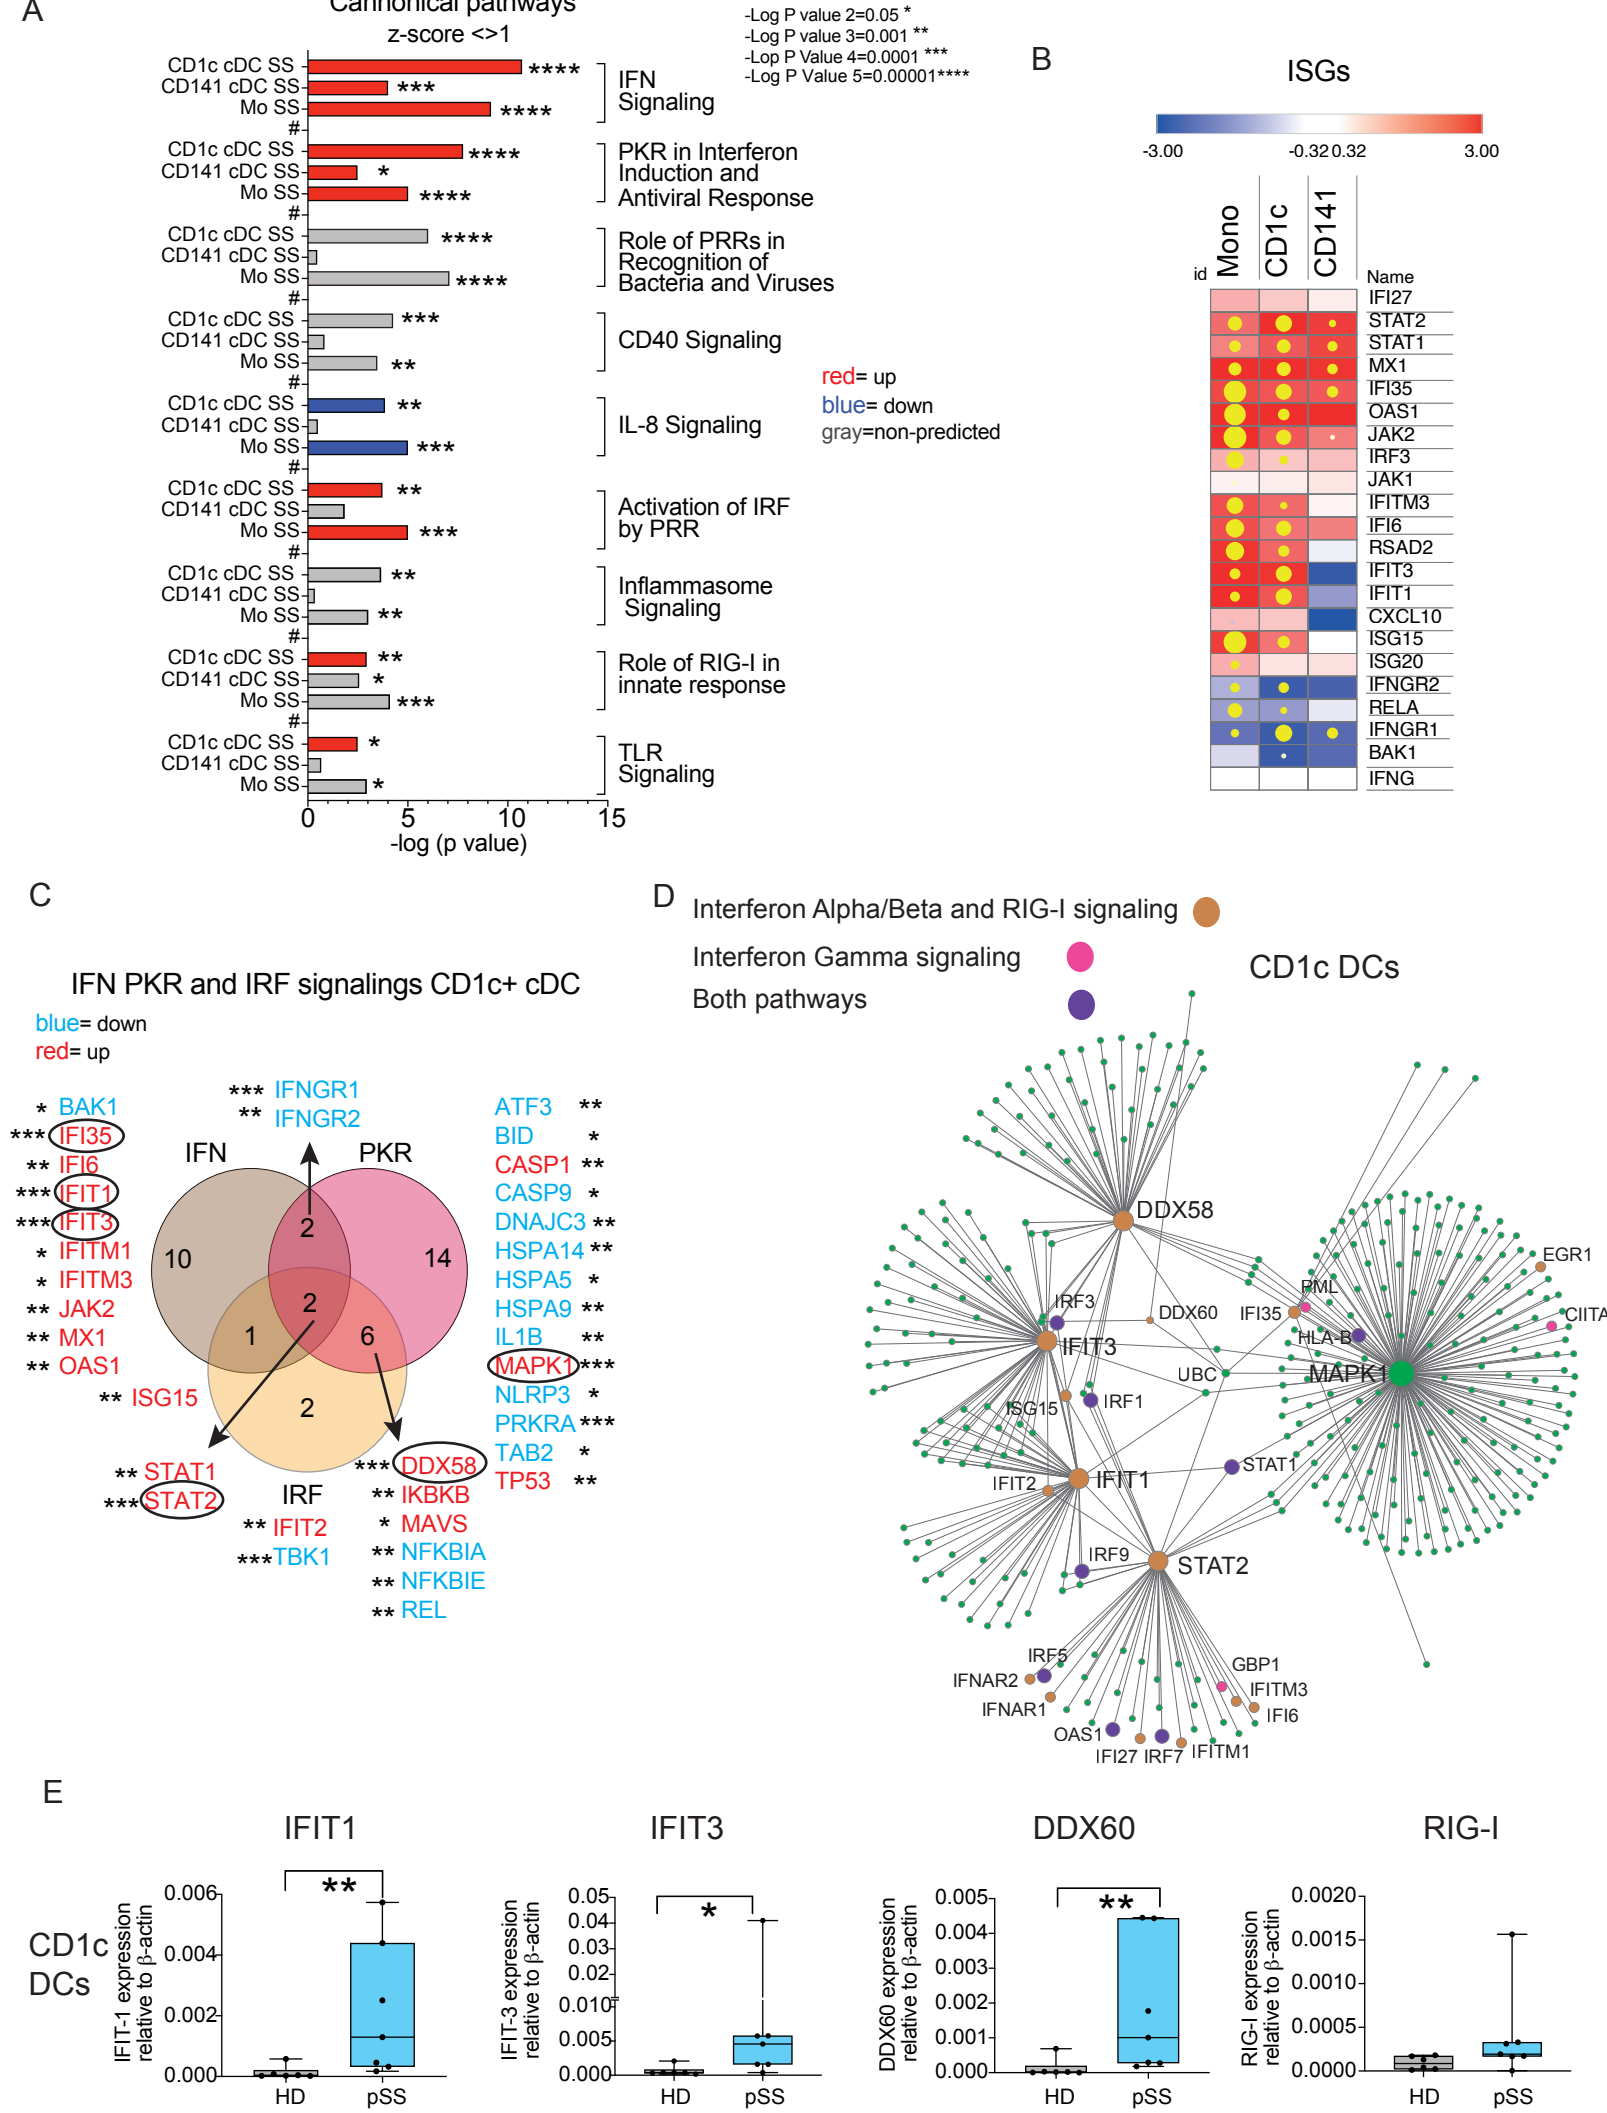 A
Cannonical pathways
z-score <>1
-Log P value 2=0.05 *
-Log P value 3=0.001 **
-Lop P Value 4=0.0001 ***
-Log P Value 5=0.00001****
CD1c cDC SS ****
CD141 cDC SS ***
Mo SS ****
#
IFN
Signaling
CD1c cDC SS ****
CD141 cDC SS *
Mo SS ****
#
PKR in Interferon
Induction and
Antiviral Response
CD1c cDC SS ****
CD141 cDC SS
Mo SS ****
#
Role of PRRs in
Recognition of
Bacteria and Viruses
CD1c cDC SS ***
CD141 cDC SS
Mo SS **
#
CD40 Signaling
CD1c cDC SS **
CD141 cDC SS
Mo SS ***
#
IL-8 Signaling
CD1c cDC SS **
CD141 cDC SS
Mo SS ***
#
Activation of IRF
by PRR
CD1c cDC SS **
CD141 cDC SS
Mo SS **
#
Inflammasome
Signaling
CD1c cDC SS **
CD141 cDC SS *
Mo SS ***
#
Role of RIG-I in
innate response
CD1c cDC SS *
CD141 cDC SS
Mo SS *
TLR
Signaling
0 5 10 15
-log (p value)
red= up
blue= down
gray=non-predicted
B
ISGs
-3.00 -0.32 0.32 3.00
id Mono CD1c CD141 Name
IFI27
STAT2
STAT1
MX1
IFI35
OAS1
JAK2
IRF3
JAK1
IFITM3
IFI6
RSAD2
IFIT3
IFIT1
CXCL10
ISG15
ISG20
IFNGR2
RELA
IFNGR1
BAK1
IFNG
C
IFN PKR and IRF signalings CD1c+ cDC
blue= down
red= up
* BAK1
*** IFI35
** IFI6
*** IFIT1
*** IFIT3
* IFITM1
* IFITM3
** JAK2
** MX1
** OAS1
** ISG15
*** IFNGR1
** IFNGR2
IFN PKR
10 2 14
2
1 6
2
IRF
** STAT1
*** STAT2
** IFIT2
*** TBK1
*** DDX58
** IKBKB
* MAVS
** NFKBIA
** NFKBIE
** REL
ATF3 **
BID *
CASP1 **
CASP9 *
DNAJC3 **
HSPA14 **
HSPA5 *
HSPA9 **
IL1B **
MAPK1 ***
NLRP3 *
PRKRA ***
TAB2 *
TP53 **
D
Interferon Alpha/Beta and RIG-I signaling
Interferon Gamma signaling
Both pathways
CD1c DCs
DDX58
EGR1
PML
IRF3
DDX60
IFI35
CIITA
HLA-B
IFIT3
UBC
MAPK1
ISG15
IRF1
STAT1
IFIT2
IFIT1
IRF9
STAT2
IRF5
IFNAR2
GBP1
IFITM3
IFNAR1
IFI6
OAS1
IFI27 IRF7 IFITM1
E
CD1c
DCs
IFIT1
IFIT-1 expression
relative to β-actin
0.006
0.004
0.002
0.000
**
HD pSS
IFIT3
IFIT-3 expression
relative to β-actin
0.05
0.04
0.03
0.02
0.010
0.005
0.000
*
HD pSS
DDX60
DDX60 expression
relative to β-actin
0.005
0.004
0.003
0.002
0.001
0.000
**
HD pSS
RIG-I
RIG-I expression
relative to β-actin
0.0020
0.0015
0.0010
0.0005
0.0000
HD pSS